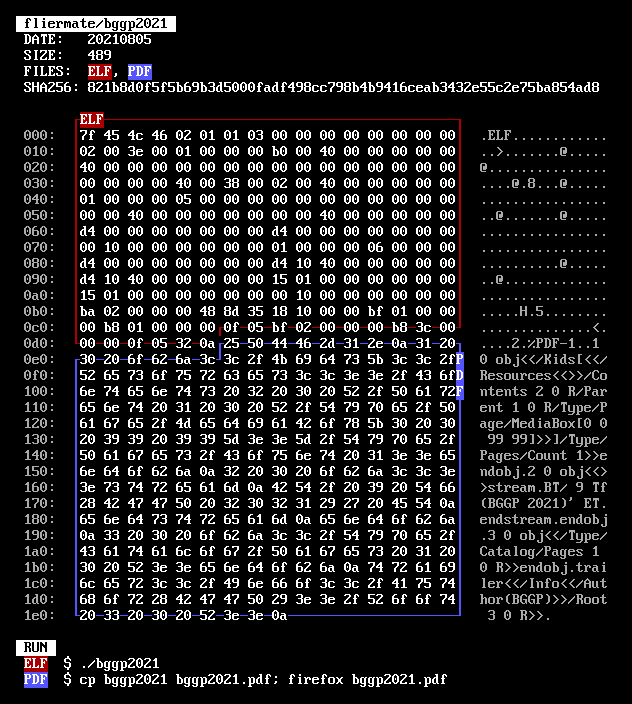 fliermate/bggp2021
DATE: 20210805
SIZE: 489
FILES: ELF, PDF
SHA256: 821b8d0f5f5b69b3d5000fadf498cc798b4b9416ceab3432e55c2e75ba854ad8
ELF
000: 7f 45 4c 46 02 01 01 03 00 00 00 00 00 00 00 00 .ELF............
010: 02 00 3e 00 01 00 00 00 b0 00 40 00 00 00 00 00 ..>.......@.....
020: 40 00 00 00 00 00 00 00 00 00 00 00 00 00 00 00 @...............
030: 00 00 00 00 40 00 38 00 02 00 40 00 00 00 00 00 ....@.8...@.....
040: 01 00 00 00 05 00 00 00 00 00 00 00 00 00 00 00 ................
050: 00 00 40 00 00 00 00 00 00 00 40 00 00 00 00 00 ..@.......@.....
060: d4 00 00 00 00 00 00 00 d4 00 00 00 00 00 00 00 ................
070: 00 10 00 00 00 00 00 00 01 00 00 00 06 00 00 00 ................
080: d4 00 00 00 00 00 00 00 d4 10 40 00 00 00 00 00 ..........@.....
090: d4 10 40 00 00 00 00 00 15 01 00 00 00 00 00 00 ..@.............
0a0: 15 01 00 00 00 00 00 00 00 10 00 00 00 00 00 00 ................
0b0: ba 02 00 00 00 48 8d 35 18 10 00 00 bf 01 00 00 .....H.5........
0c0: 00 b8 01 00 00 00 0f 05 bf 02 00 00 00 b8 3c 00 ..............<.
0d0: 00 00 0f 05 32 0a 25 50 44 46 2d 31 2e 0a 31 20 ....2.%PDF-1..1
0e0: 30 20 6f 62 6a 3c 3c 2f 4b 69 64 73 5b 3c 3c 2f 0 obj<</Kids[<</
0f0: 52 65 73 6f 75 72 63 65 73 3c 3c 3e 3e 2f 43 6f Resources<<>>/Co
100: 6e 74 65 6e 74 73 20 32 20 30 20 52 2f 50 61 72 ntents 2 0 R/Par
PDF
110: 65 6e 74 20 31 20 30 20 52 2f 54 79 70 65 2f 50 ent 1 0 R/Type/P
120: 61 67 65 2f 4d 65 64 69 61 42 6f 78 5b 30 20 30 age/MediaBox[0 0
130: 20 39 39 20 39 39 5d 3e 3e 5d 2f 54 79 70 65 2f 99 99]>>]/Type/
140: 50 61 67 65 73 2f 43 6f 75 6e 74 20 31 3e 3e 65 Pages/Count 1>>e
150: 6e 64 6f 62 6a 0a 32 20 30 20 6f 62 6a 3c 3c 3e ndobj.2 0 obj<<>
160: 3e 73 74 72 65 61 6d 0a 42 54 2f 20 39 20 54 66 >stream.BT/ 9 Tf
170: 28 42 47 47 50 20 32 30 32 31 29 27 20 45 54 0a (BGGP 2021)' ET.
180: 65 6e 64 73 74 72 65 61 6d 0a 65 6e 64 6f 62 6a endstream.endobj
190: 0a 33 20 30 20 6f 62 6a 3c 3c 2f 54 79 70 65 2f .3 0 obj<</Type/
1a0: 43 61 74 61 6c 6f 67 2f 50 61 67 65 73 20 31 20 Catalog/Pages 1
1b0: 30 20 52 3e 3e 65 6e 64 6f 62 6a 0a 74 72 61 69 0 R>>endobj.trai
1c0: 6c 65 72 3c 3c 2f 49 6e 66 6f 3c 3c 2f 41 75 74 ler<</Info<</Aut
1d0: 68 6f 72 28 42 47 47 50 29 3e 3e 2f 52 6f 6f 74 hor(BGGP)>>/Root
1e0: 20 33 20 30 20 52 3e 3e 0a 3 0 R>>.
RUN
ELF $ ./bggp2021
PDF $ cp bggp2021 bggp2021.pdf; firefox bggp2021.pdf